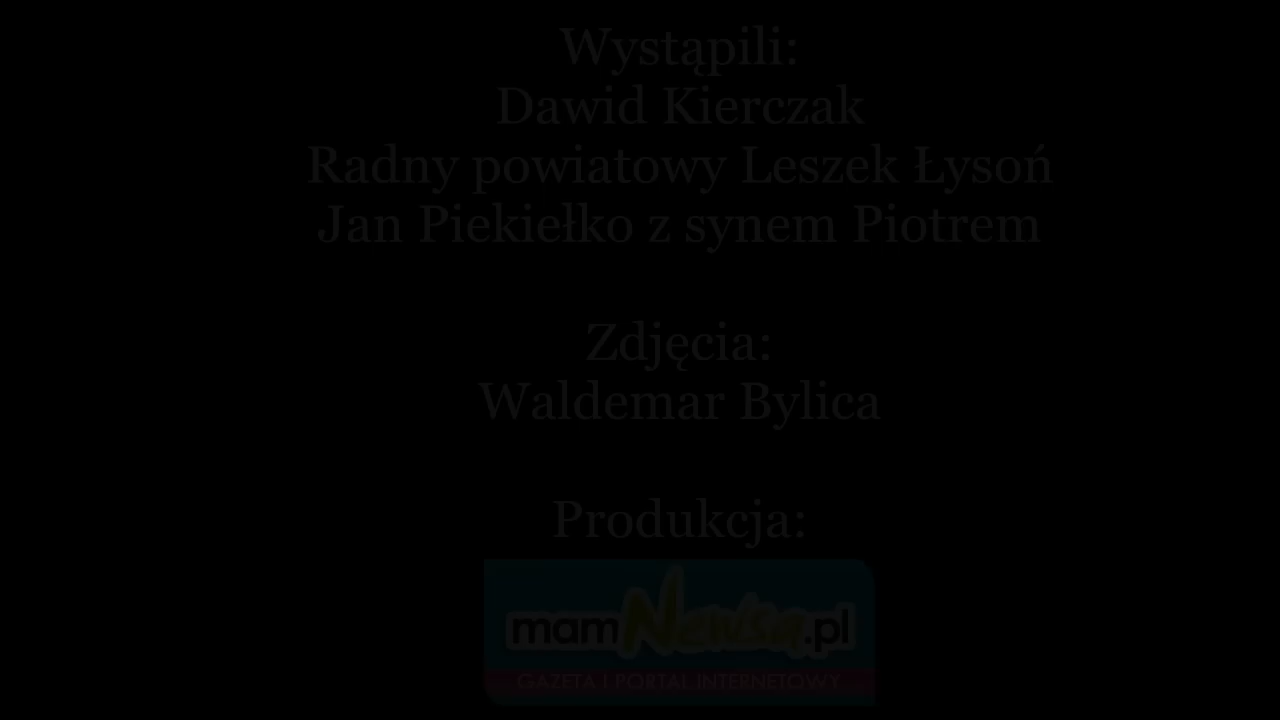 Wystąpili:
Dawid Kierczak
Radny powiatowy Leszek Łysoń
Jan Piekiełko z synem Piotrem
Zdjęcia:
Waldemar Bylica
Produkcja:
mamNewsa.pl
GAZETA I PORTAL INTERNETOWY